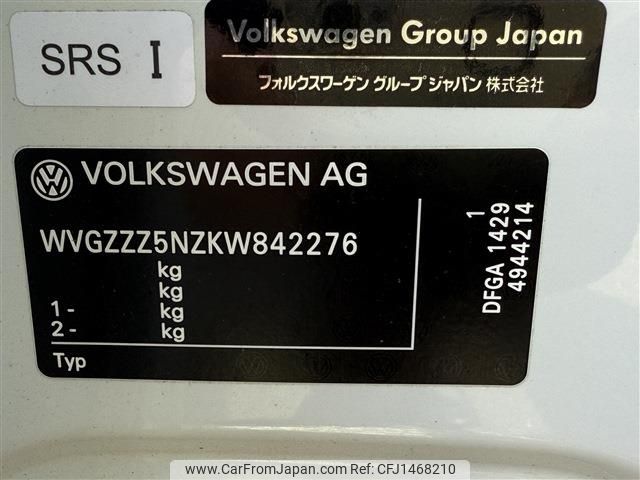 SRS I
Volkswagen Group Japan
フォルクスワーゲン グループ ジャパン 株式会社
VOLKSWAGEN AG
WVGZZZ5NZKW842276
kg
kg
1- kg
2- kg
Typ
1
DFGA 1429
4944214
www.CarFromJapan.com | Stock No: CFJ1468210